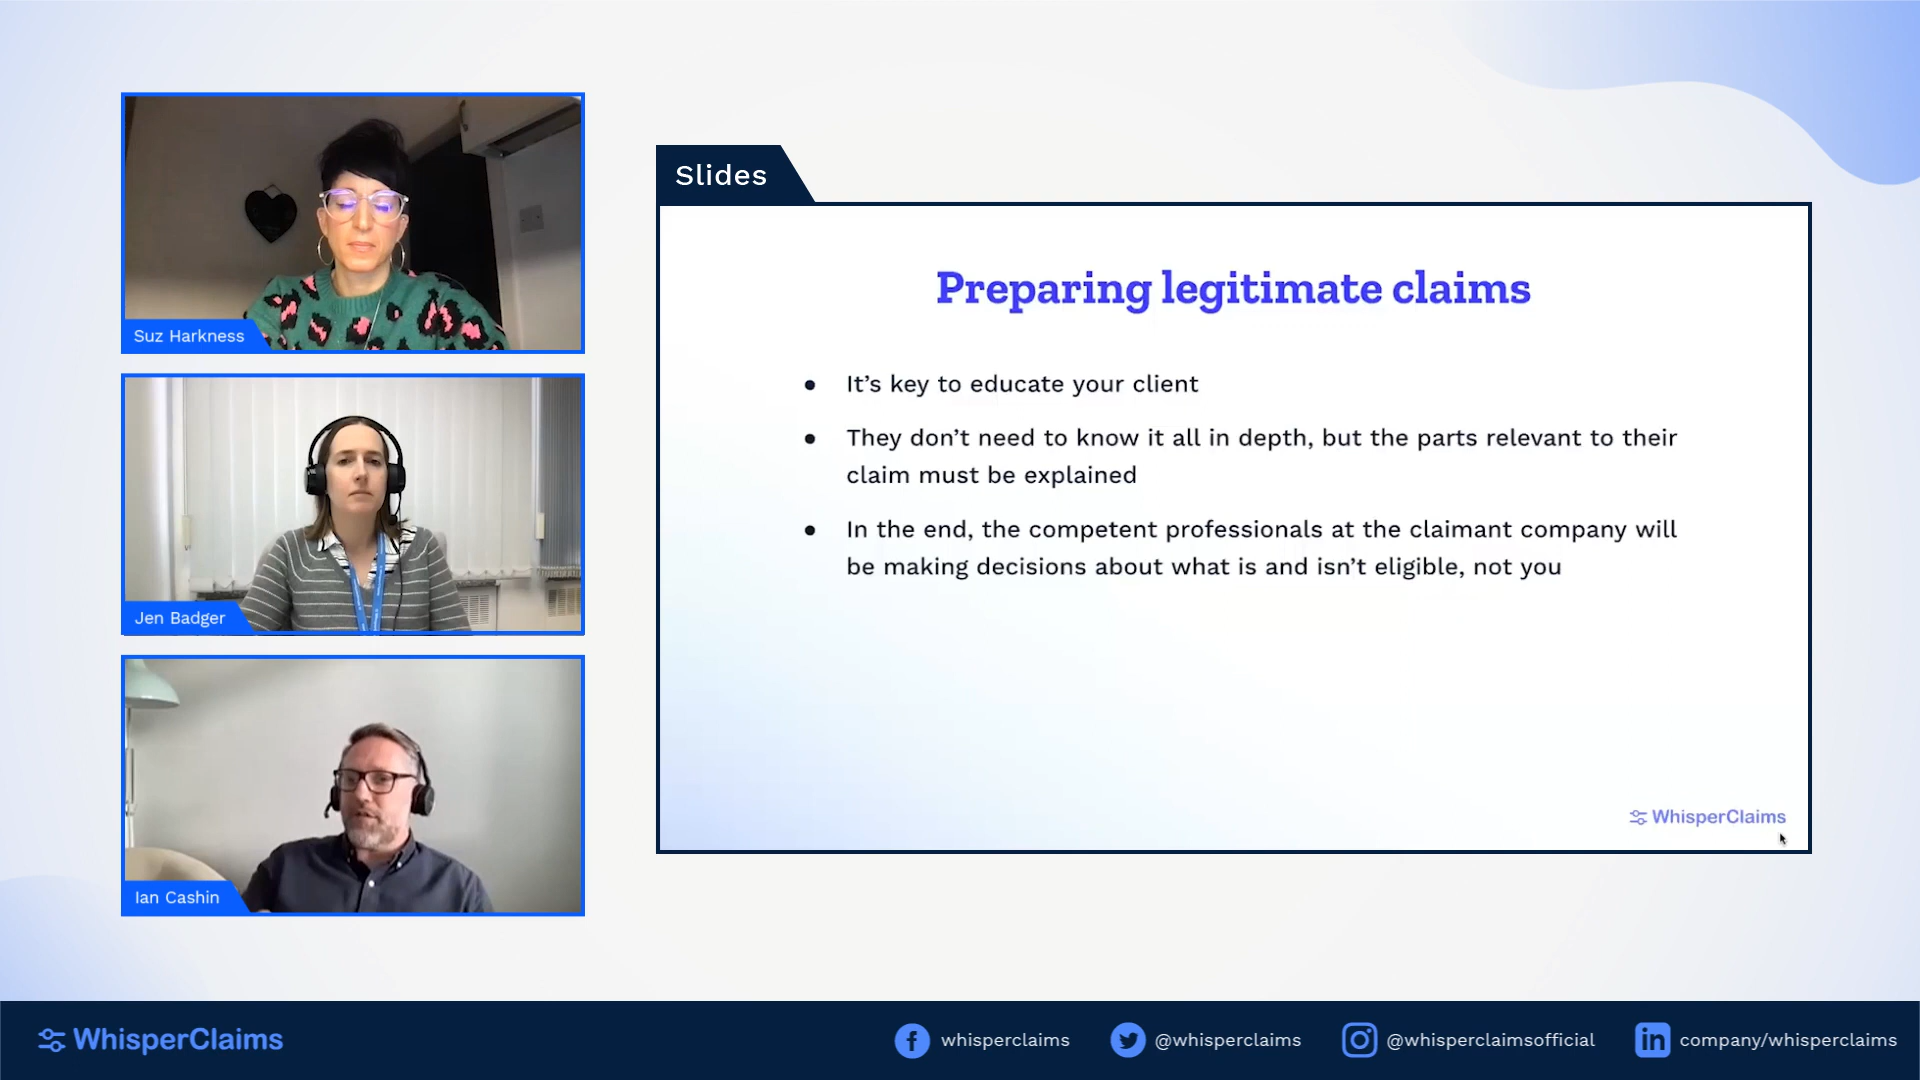 Suz Harkness
Jen Badger
Ian Cashin
Slides
Preparing legitimate claims
● It’s key to educate your client
● They don’t need to know it all in depth, but the parts relevant to their
claim must be explained
● In the end, the competent professionals at the claimant company will
be making decisions about what is and isn’t eligible, not you
WhisperClaims
WhisperClaims
whisperclaims
@whisperclaims
@whisperclaimsofficial
company/whisperclaims